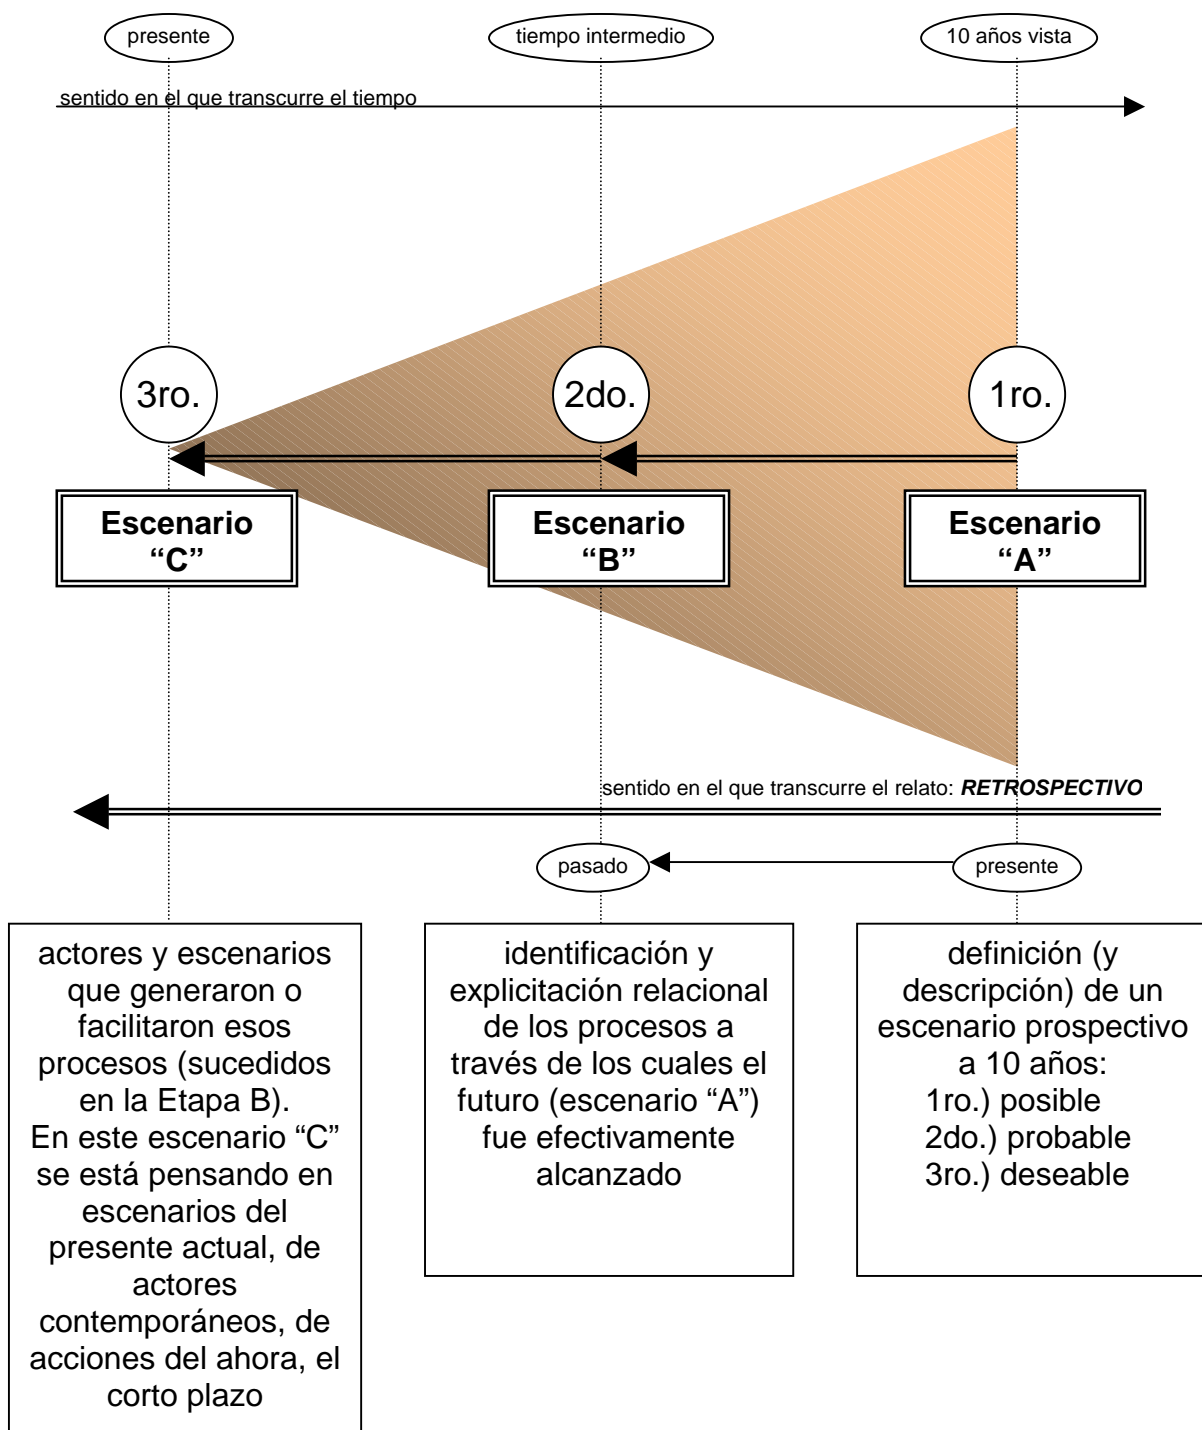 presente
tiempo intermedio
10 años vista
sentido en el que transcurre el tiempo
3ro.
2do.
1ro.
Escenario
“C”
Escenario
“B”
Escenario
“A”
sentido en el que transcurre el relato: RETROSPECTIVO
pasado
presente
actores y escenarios
que generaron o
facilitaron esos
procesos (sucedidos
en la Etapa B).
En este escenario “C”
se está pensando en
escenarios del
presente actual, de
actores
contemporáneos, de
acciones del ahora, el
corto plazo
identificación y
explicitación relacional
de los procesos a
través de los cuales el
futuro (escenario “A”)
fue efectivamente
alcanzado
definición (y
descripción) de un
escenario prospectivo
a 10 años:
1ro.) posible
2do.) probable
3ro.) deseable